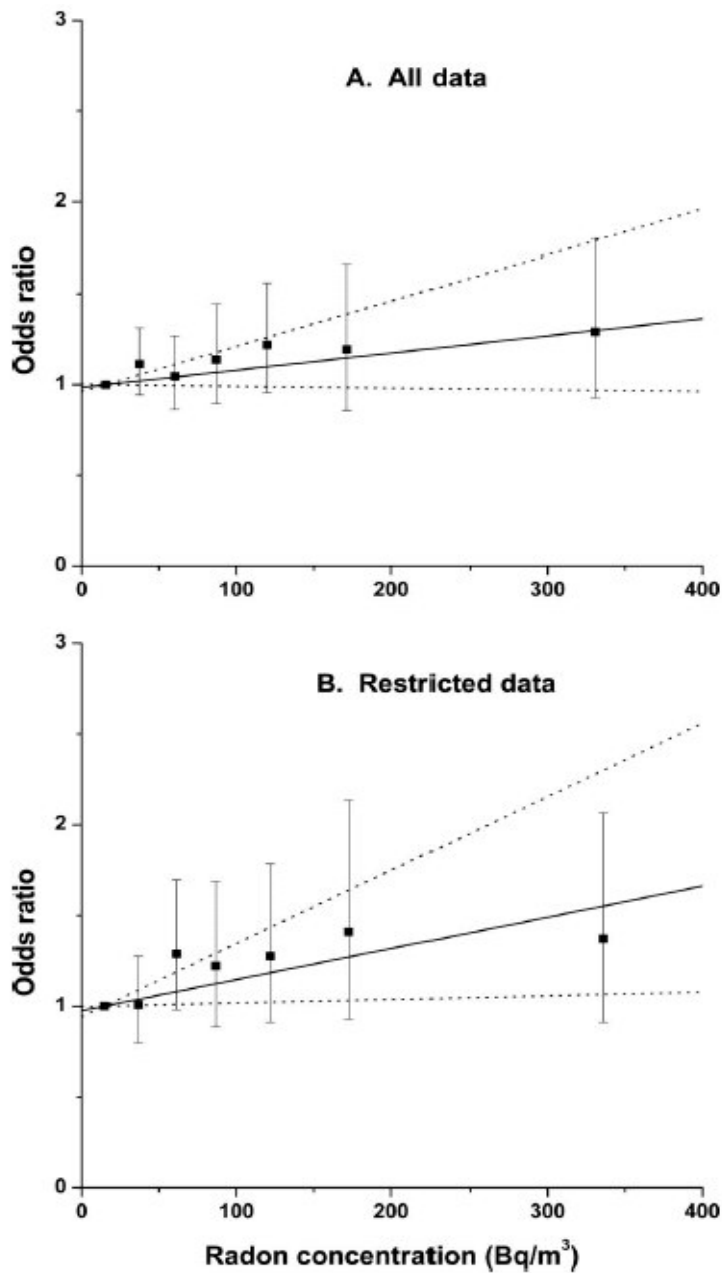 3
A. All data
2
Odds ratio
1
0
0 100 200 300 400
3
B. Restricted data
2
Odds ratio
1
0
0 100 200 300 400
Radon concentration (Bq/m³)